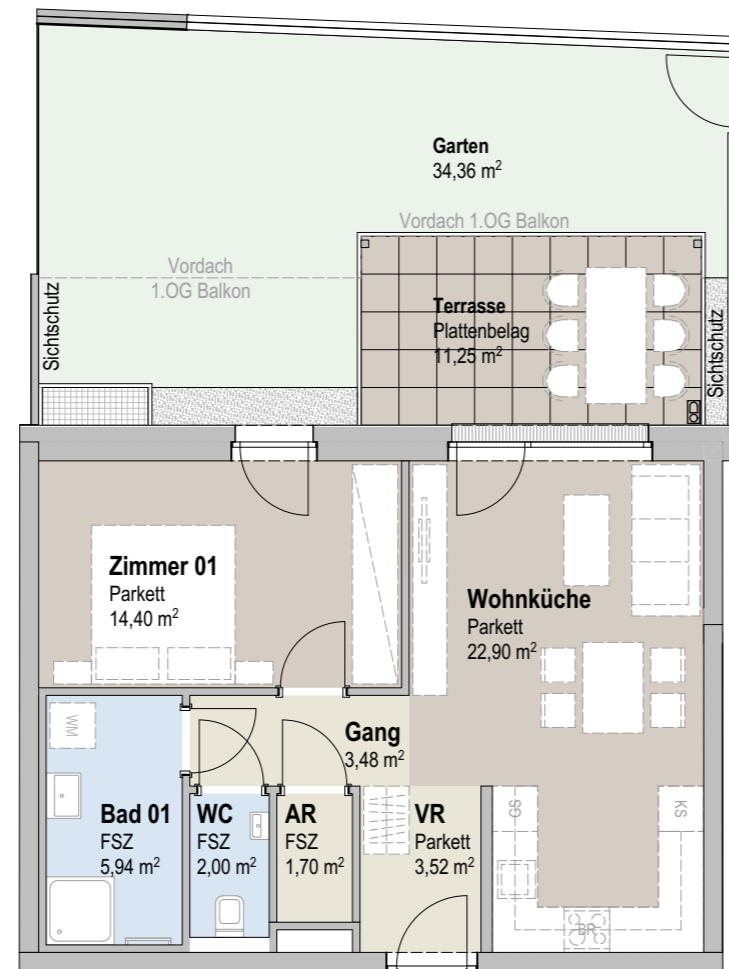 Garten
34,36 m²
Vordach 1.OG Balkon
Vordach
1.OG Balkon
Sichtschutz
Terrasse
Plattenbelag
11,25 m²
Sichtschutz
Zimmer 01
Parkett
14,40 m²
Wohnküche
Parkett
22,90 m²
WM
Gang
3,48 m²
Bad 01
FSZ
5,94 m²
WC
FSZ
2,00 m²
AR
FSZ
1,70 m²
VR
Parkett
3,52 m²
SG
KS
BR